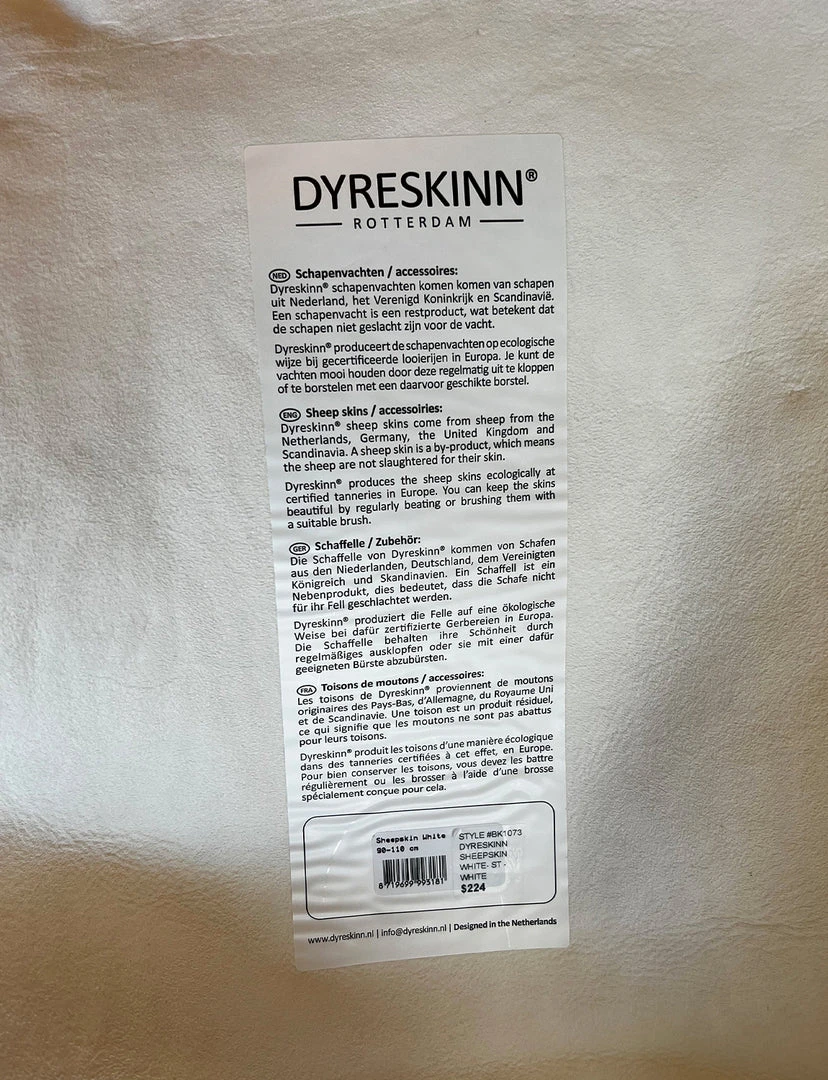 DYRESKINN®
ROTTERDAM
NED Schapenvachten / accessoires:
Dyreskinn® schapenvachten komen komen van schapen
uit Nederland, het Verenigd Koninkrijk en Scandinavië.
Een schapenvacht is een restproduct, wat betekent dat
de schapen niet geslacht zijn voor de vacht.
Dyreskinn® produceert de schapenvachten op ecologische
wijze bij gecertificeerde looierijen in Europa. Je kunt de
vachten mooi houden door deze regelmatig uit te kloppen
of te borstelen met een daarvoor geschikte borstel.
ENG Sheep skins / accessoiries:
Dyreskinn® sheep skins come from sheep from the
Netherlands, Germany, the United Kingdom and
Scandinavia. A sheep skin is a by-product, which means
the sheep are not slaughtered for their skin.
Dyreskinn® produces the sheep skins ecologically at
certified tanneries in Europe. You can keep the skins
beautiful by regularly beating or brushing them with
a suitable brush.
GER Schaffelle / Zubehör:
Die Schaffelle von Dyreskinn® kommen von Schafen
aus den Niederlanden, Deutschland, dem Vereinigten
Königreich und Skandinavien. Ein Schaffell ist ein
Nebenprodukt, dies bedeutet, dass die Schafe nicht
für ihr Fell geschlachtet werden.
Dyreskinn® produziert die Felle auf eine ökologische
Weise bei dafür zertifizierte Gerbereien in Europa.
Die Schaffelle behalten ihre Schönheit durch
regelmäßiges ausklopfen oder sie mit einer dafür
geeigneten Bürste abzubürsten.
FRA Toisons de moutons / accessoires:
Les toisons de Dyreskinn® proviennent de moutons
originaires des Pays-Bas, d'Allemagne, du Royaume Uni
et de Scandinavie. Une toison est un produit résiduel,
ce qui signifie que les moutons ne sont pas abattus
pour leurs toisons.
Dyreskinn® produit les toisons d'une manière écologique
dans des tanneries certifiées à cet effet, en Europe.
Pour bien conserver les toisons, vous devez les battre
régulièrement ou les brosser à l'aide d'une brosse
spécialement conçue pour cela.
Sheepskin White
90-110 cm
8 719699 993181
STYLE #BK1073
DYRESKINN
SHEEPSKIN
WHITE- ST -
WHITE
$224
www.dyreskinn.nl | info@dyreskinn.nl | Designed in the Netherlands